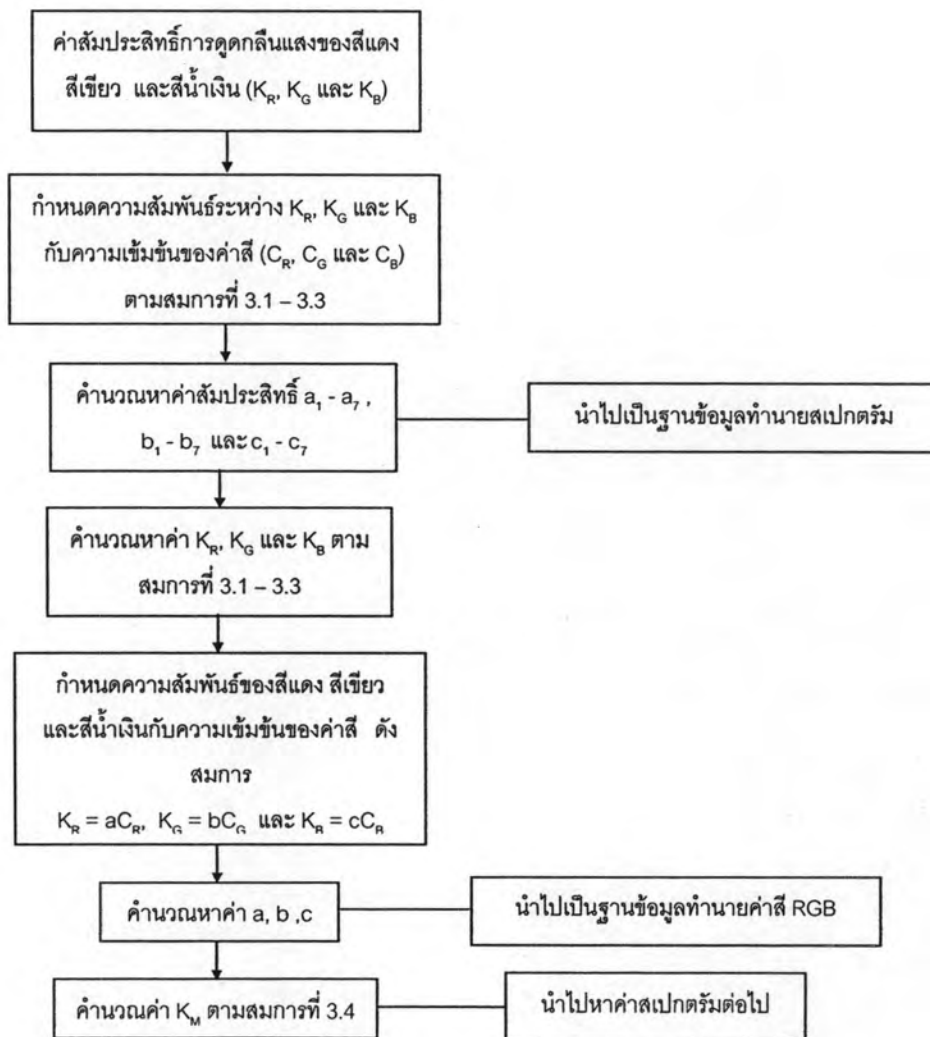 ค่าสัมประสิทธิ์การดูดกลืนแสงของสีแดง
สีเขียว และสีน้ำเงิน (K_R, K_G และ K_B)
กำหนดความสัมพันธ์ระหว่าง K_R, K_G และ K_B
กับความเข้มข้นของค่าสี (C_R, C_G และ C_B)
ตามสมการที่ 3.1 – 3.3
คำนวณหาค่าสัมประสิทธิ์ a_1 - a_7 ,
b_1 - b_7 และ c_1 - c_7
นำไปเป็นฐานข้อมูลทำนายสเปกตรัม
คำนวณหาค่า K_R, K_G และ K_B ตาม
สมการที่ 3.1 – 3.3
กำหนดความสัมพันธ์ของสีแดง สีเขียว
และสีน้ำเงินกับความเข้มข้นของค่าสี ดัง
สมการ
K_R = aC_R, K_G = bC_G และ K_B = cC_B
คำนวณหาค่า a, b ,c
นำไปเป็นฐานข้อมูลทำนายค่าสี RGB
คำนวณค่า K_M ตามสมการที่ 3.4
นำไปหาค่าสเปกตรัมต่อไป